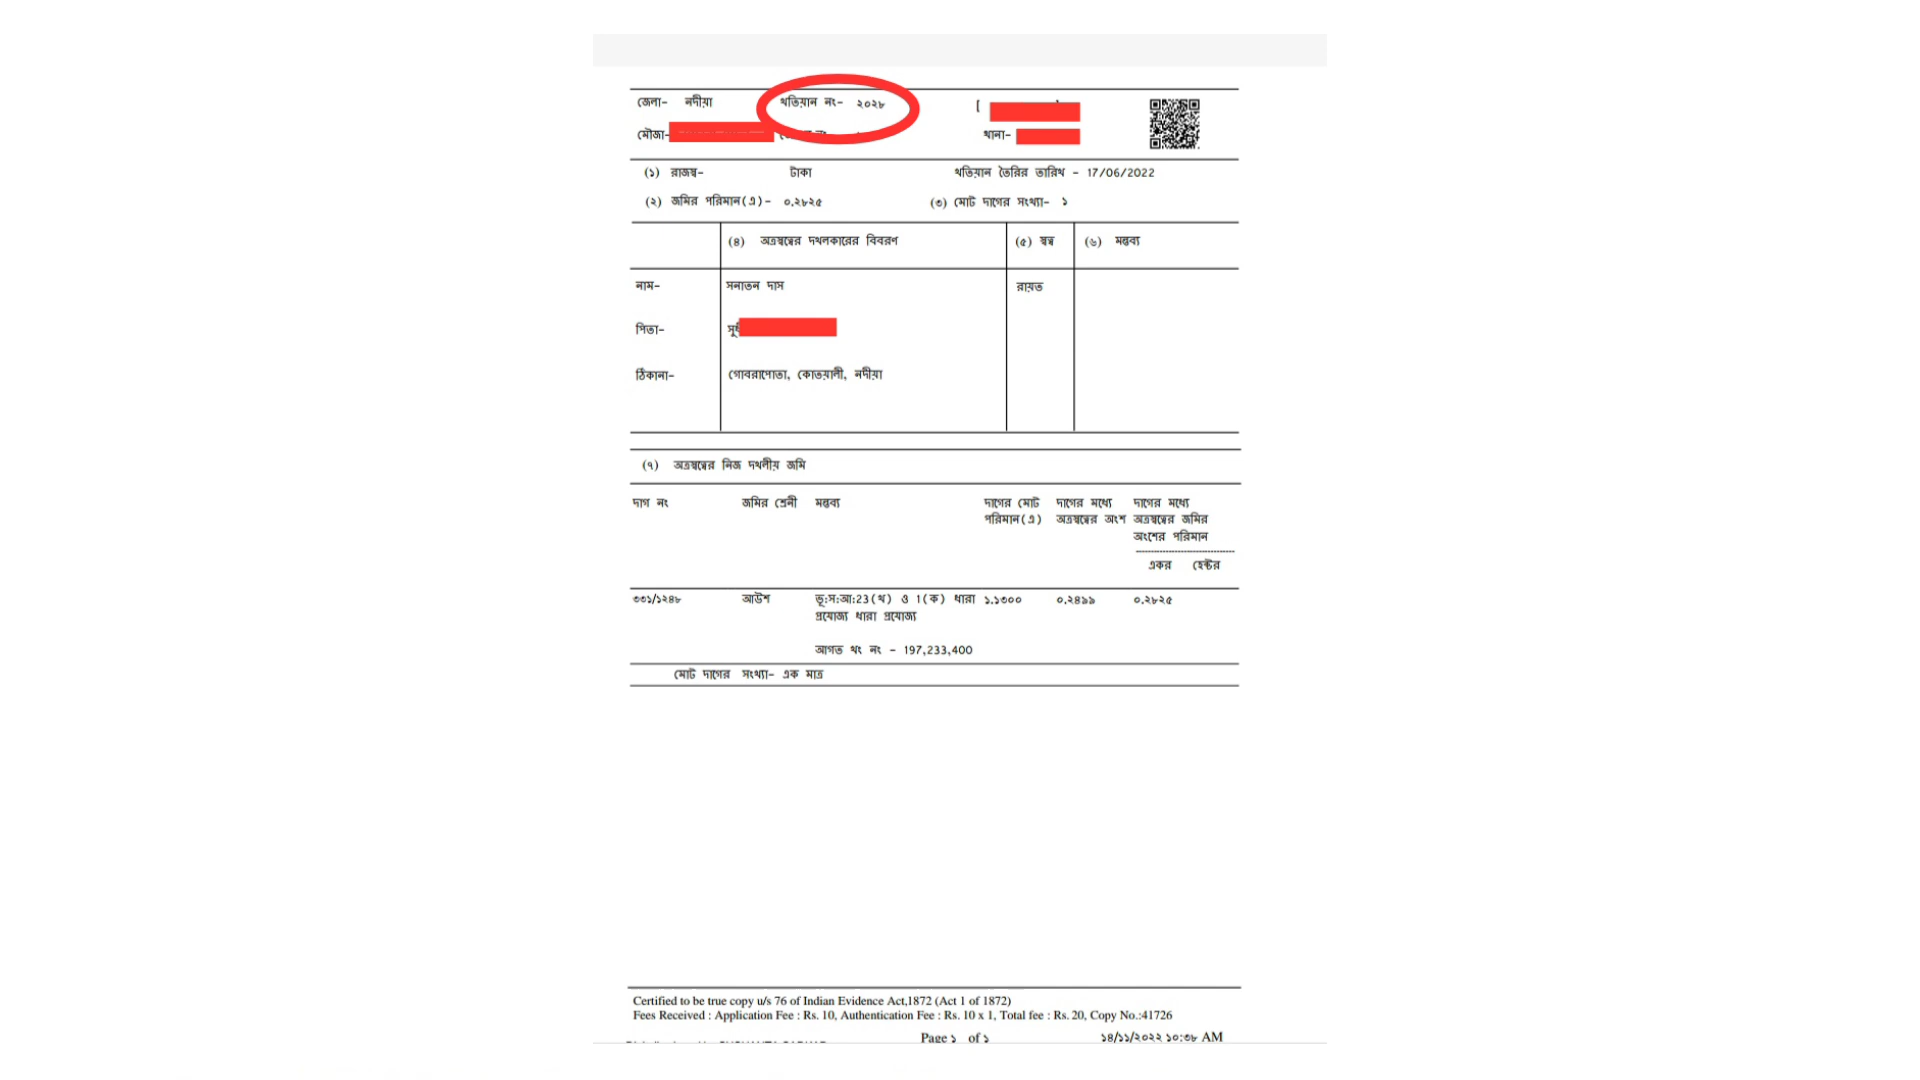 জেলা- নদীয়া খতিয়ান নং- ২০২৮ [
মৌজা- থানা-
(১) রাজস্ব- টাকা খতিয়ান তৈরির তারিখ - 17/06/2022
(২) জমির পরিমান(এ)- ০.২৮২৫ (৩) মোট দাগের সংখ্যা- ১
(৪) অত্রস্বত্বের দখলকারের বিবরণ (৫) স্বত্ব (৬) মন্তব্য
নাম- সনাতন দাস রায়ত
পিতা-
ঠিকানা- গোবরাপোতা, কোতয়ালী, নদীয়া
(৭) অত্রস্বত্বের নিজ দখলীয় জমি
দাগ নং জমির শ্রেনী মন্তব্য দাগের মোট দাগের মধ্যে দাগের মধ্যে
পরিমান(এ) অত্রস্বত্বের অংশ অত্রস্বত্বের জমির
অংশের পরিমান
একর হেক্টর
৩৩১/১২৪৮ আউশ ভূ:স:আ:23(খ) ও 1(ক) ধারা ১.১৩০০ ০.২৪৯৯ ০.২৮২৫
প্রযোজ্য ধারা প্রযোজ্য
আগত খং নং - 197,233,400
মোট দাগের সংখ্যা- এক মাত্র
Certified to be true copy u/s 76 of Indian Evidence Act,1872 (Act 1 of 1872)
Fees Received : Application Fee : Rs. 10, Authentication Fee : Rs. 10 x 1, Total fee : Rs. 20, Copy No.:41726
Page ১ of ১ ১৪/১১/২০২২ ১০:৩৮ AM